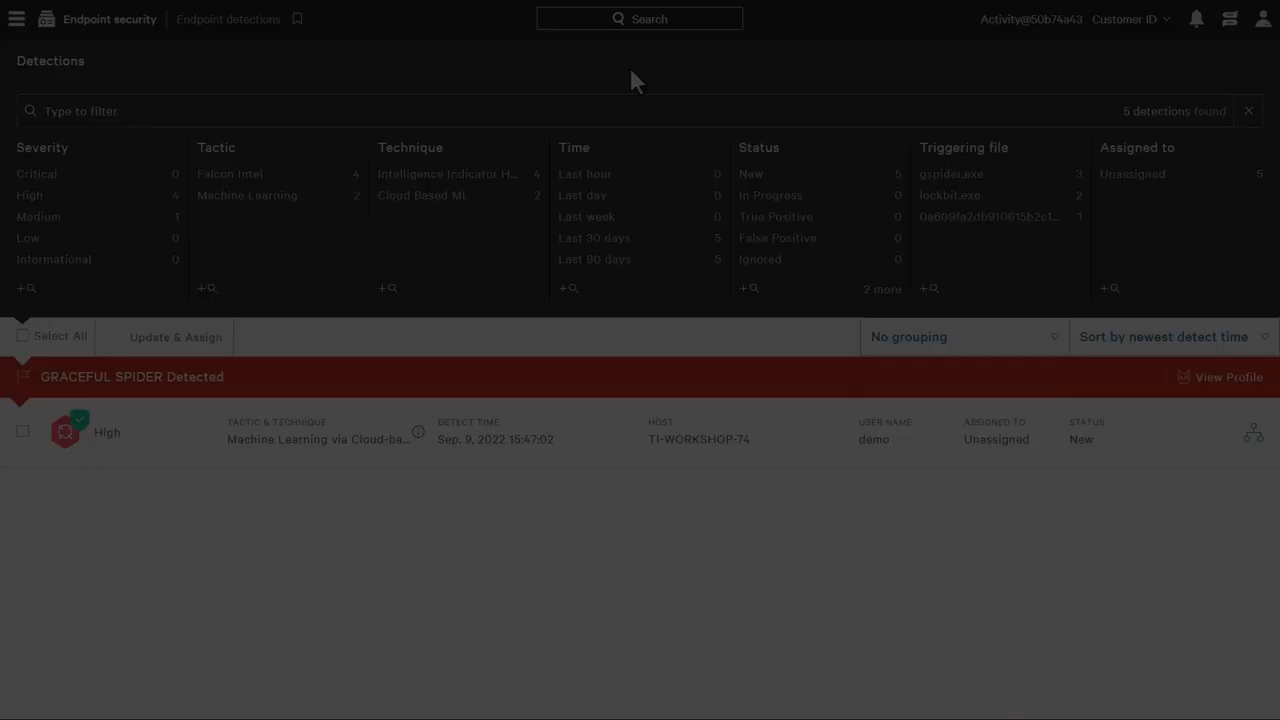 Endpoint security Endpoint detections Search Activity@50b74a43 Customer ID
Detections
Type to filter 5 detections found
Severity Tactic Technique Time Status Triggering file Assigned to
Critical 0 Falcon Intel 4 Intelligence Indicator H... 4 Last hour 0 New 5 gspider.exe 3 Unassigned 5
High 4 Machine Learning 2 Cloud Based ML 2 Last day 0 In Progress 0 lockbit.exe 2
Medium 1 Last week 0 True Positive 0 0a609fa2db910615b2c1... 1
Low 0 Last 30 days 5 False Positive 0
Informational 0 Last 90 days 5 Ignored 0
2 more
Select All Update & Assign No grouping Sort by newest detect time
GRACEFUL SPIDER Detected View Profile
TACTIC & TECHNIQUE DETECT TIME HOST USER NAME ASSIGNED TO STATUS
High Machine Learning via Cloud-ba... Sep. 9, 2022 15:47:02 TI-WORKSHOP-74 demo Unassigned New